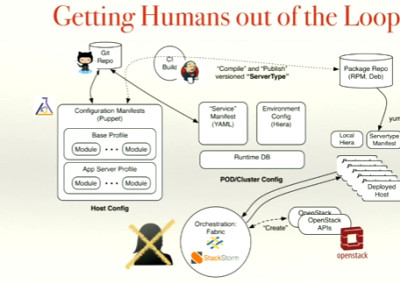 Getting Humans out of the Loop
Git
Repo
CI
Build
"Compile" and "Publish"
versioned "ServerType"
Package Repo
(RPM, Deb)
Configuration Manifests
(Puppet)
Base Profile
Module • • • Module
App Server Profile
Module • • • Module
Host Config
"Service"
Manifest
(YAML)
Environment
Config
(Hiera)
Runtime DB
POD/Cluster Config
yum
Local
Hiera
Servertype
Manifest
Deployed
Host
Orchestration
Fabric
StackStorm
"Create"
OpenStack
OpenStack
APIs
openstack